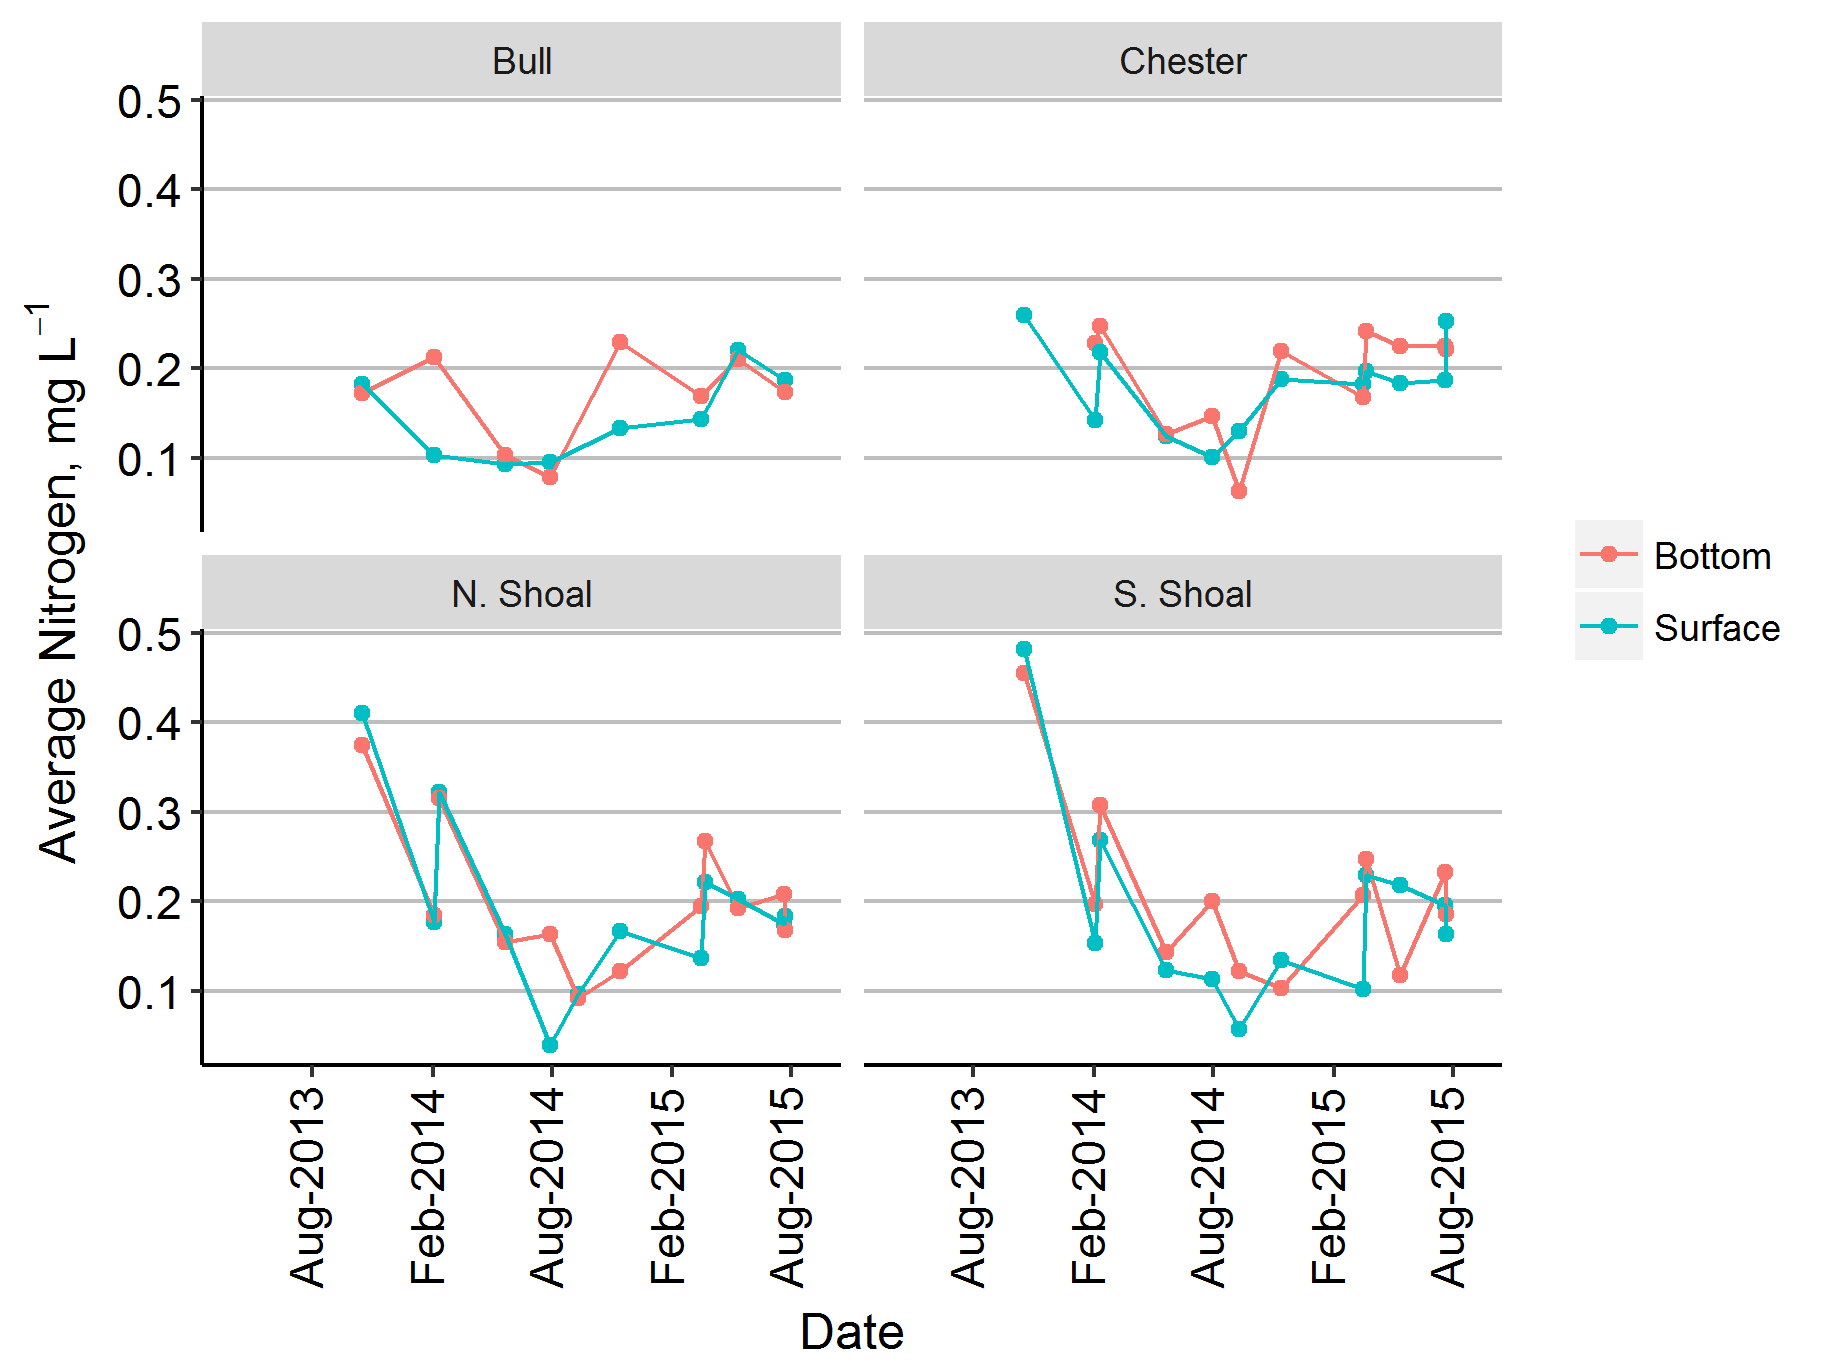 Bull
Chester
0.5
0.4
0.3
0.2
0.1
N. Shoal
S. Shoal
0.5
0.4
0.3
0.2
0.1
Average Nitrogen, mg L⁻¹
Aug-2013
Feb-2014
Aug-2014
Feb-2015
Aug-2015
Aug-2013
Feb-2014
Aug-2014
Feb-2015
Aug-2015
Date
Bottom
Surface